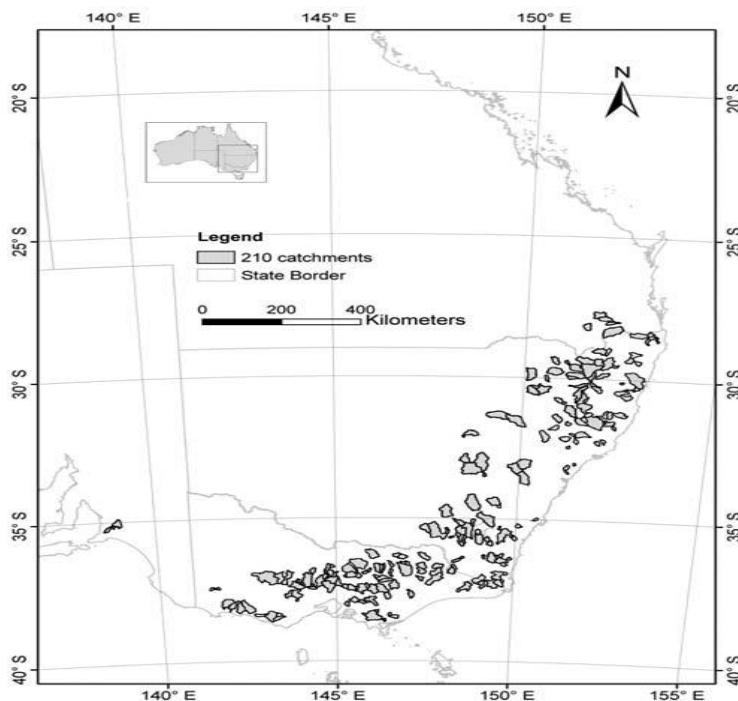 140° E 145° E 150° E
N
20° S 20° S
Legend
210 catchments
State Border
25° S 25° S
0 200 400
Kilometers
30° S 30° S
35° S 35° S
40° S 40° S
140° E 145° E 150° E 155° E